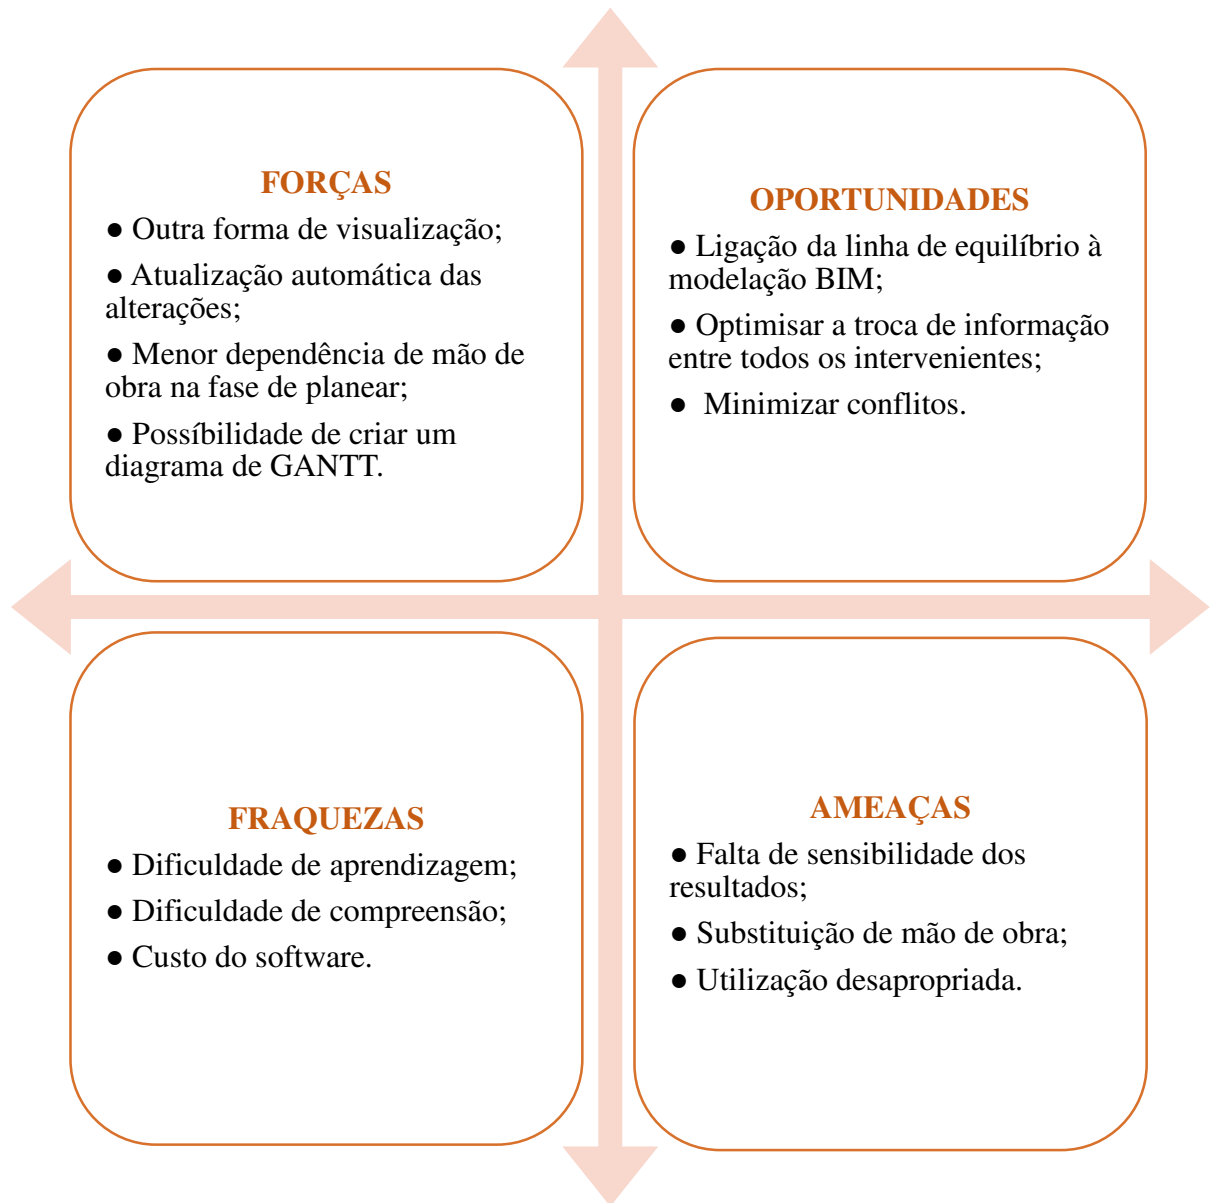 FORÇAS
● Outra forma de visualização;
● Atualização automática das
alterações;
● Menor dependência de mão de
obra na fase de planear;
● Possíbilidade de criar um
diagrama de GANTT.
OPORTUNIDADES
● Ligação da linha de equilíbrio à
modelação BIM;
● Optimisar a troca de informação
entre todos os intervenientes;
● Minimizar conflitos.
FRAQUEZAS
● Dificuldade de aprendizagem;
● Dificuldade de compreensão;
● Custo do software.
AMEAÇAS
● Falta de sensibilidade dos
resultados;
● Substituição de mão de obra;
● Utilização desapropriada.